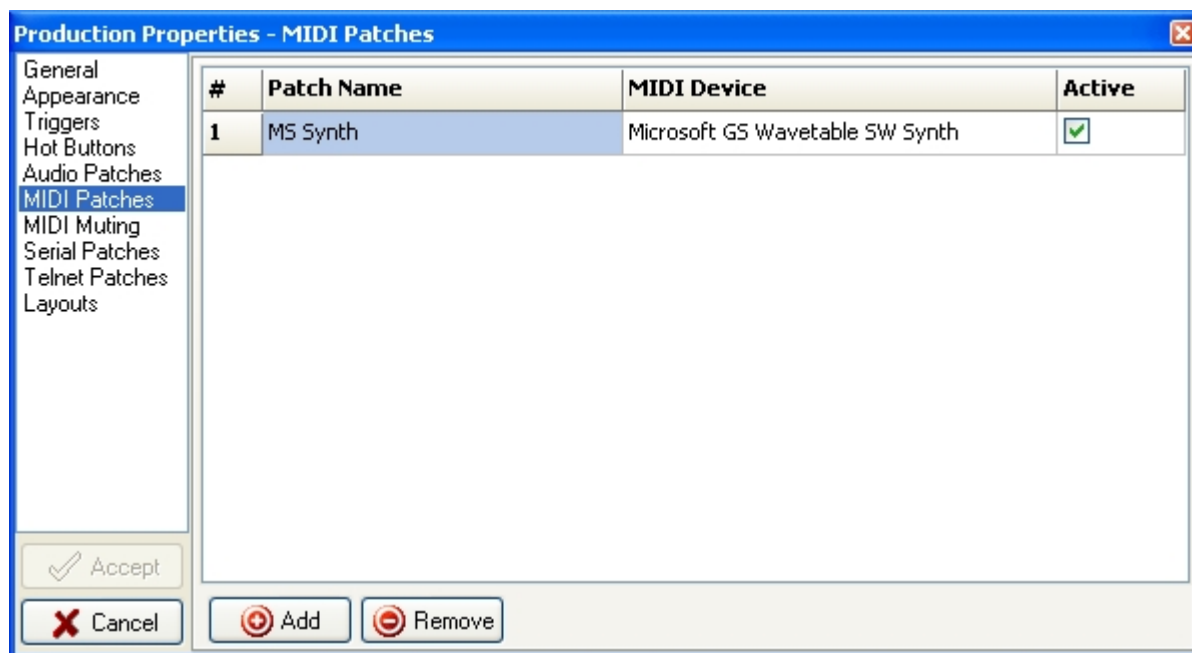 Production Properties - MIDI Patches
General
Appearance
Triggers
Hot Buttons
Audio Patches
MIDI Patches
MIDI Muting
Serial Patches
Telnet Patches
Layouts
# Patch Name MIDI Device Active
1 MS Synth Microsoft GS Wavetable SW Synth
Accept
Cancel
Add
Remove